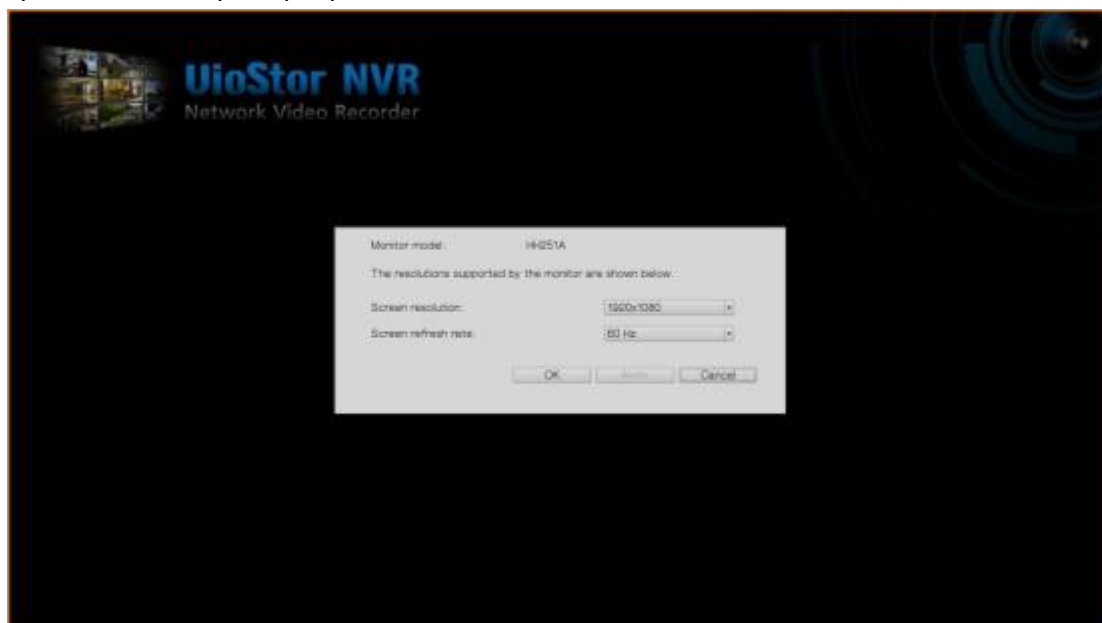 VioStor NVR
Network Video Recorder
Monitor model: HH251A
The resolutions supported by the monitor are shown below.
Screen resolution: 1920x1080
Screen refresh rate: 60 Hz
OK Cancel